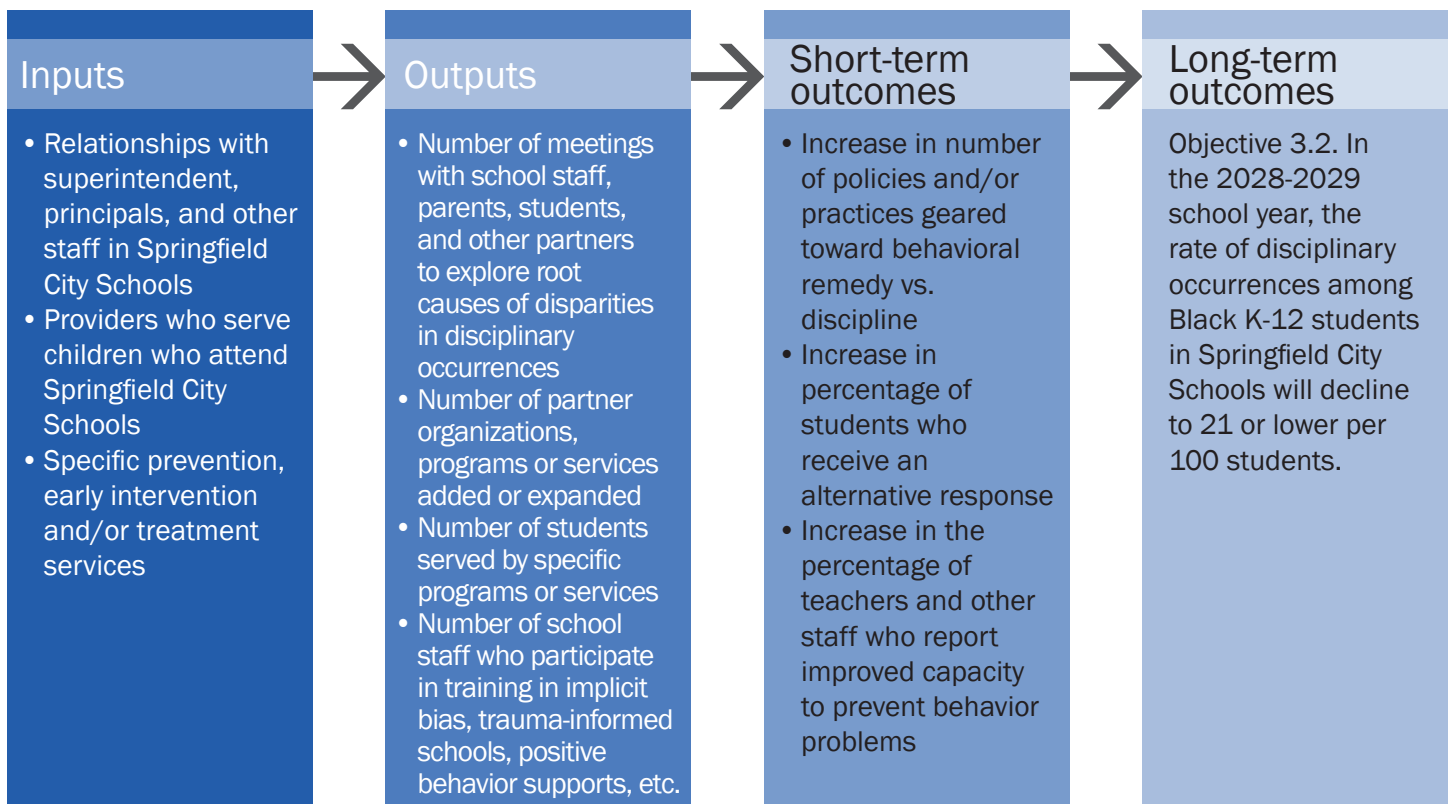 Inputs
• Relationships with
superintendent,
principals, and other
staff in Springfield
City Schools
• Providers who serve
children who attend
Springfield City
Schools
• Specific prevention,
early intervention
and/or treatment
services
Outputs
• Number of meetings
with school staff,
parents, students,
and other partners
to explore root
causes of disparities
in disciplinary
occurrences
• Number of partner
organizations,
programs or services
added or expanded
• Number of students
served by specific
programs or services
• Number of school
staff who participate
in training in implicit
bias, trauma-informed
schools, positive
behavior supports, etc.
Short-term
outcomes
• Increase in number
of policies and/or
practices geared
toward behavioral
remedy vs.
discipline
• Increase in
percentage of
students who
receive an
alternative response
• Increase in the
percentage of
teachers and other
staff who report
improved capacity
to prevent behavior
problems
Long-term
outcomes
Objective 3.2. In
the 2028-2029
school year, the
rate of disciplinary
occurrences among
Black K-12 students
in Springfield City
Schools will decline
to 21 or lower per
100 students.